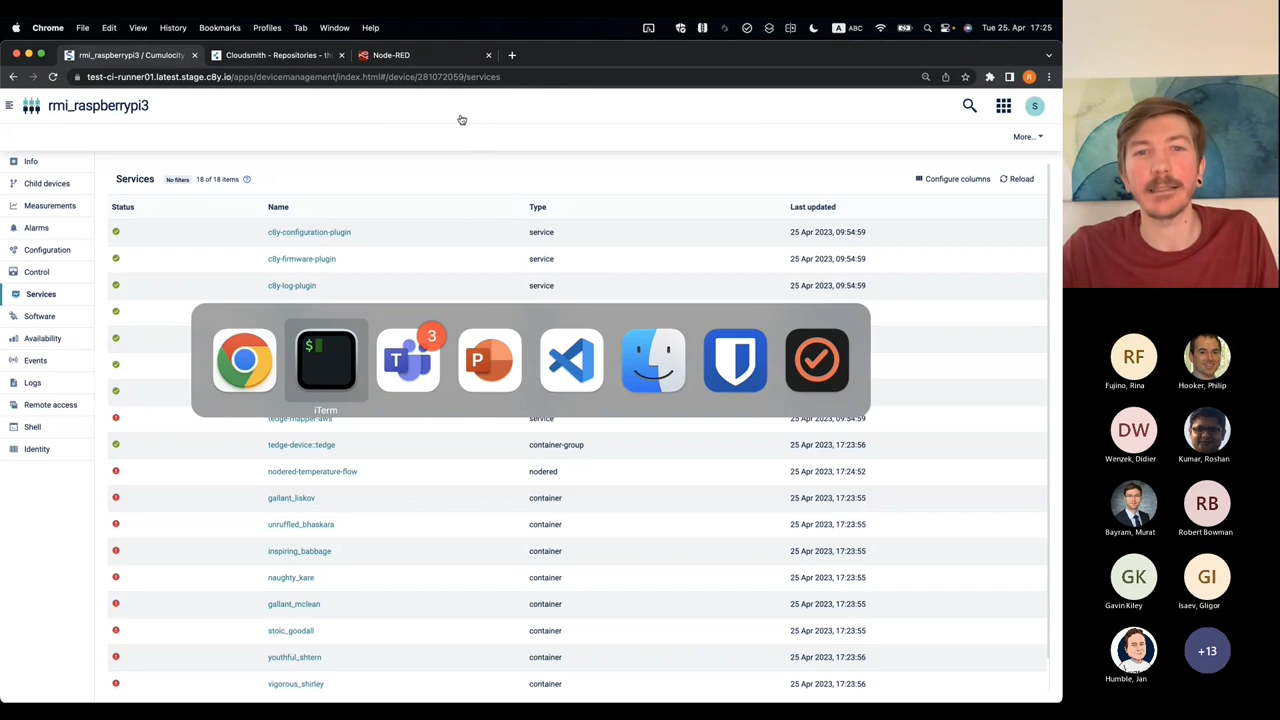 Chrome File Edit View History Bookmarks Profiles Tab Window Help ABC Tue 25. Apr 17:25
rmi_raspberrypi3 / Cumulocity Cloudsmith - Repositories - thi Node-RED
test-ci-runner01.latest.stage.c8y.io/apps/devicemanagement/index.html#/device/281072059/services R
rmi_raspberrypi3 S
More...
Info
Child devices
Measurements
Alarms
Configuration
Control
Services
Software
Availability
Events
Logs
Remote access
Shell
Identity
Services No filters 18 of 18 items Configure columns Reload
Status Name Type Last updated
c8y-configuration-plugin service 25 Apr 2023, 09:54:59
c8y-firmware-plugin service 25 Apr 2023, 09:54:59
c8y-log-plugin service 25 Apr 2023, 09:54:59
3
iTerm
tedge-mapper-aws service 25 Apr 2023, 09:54:59
tedge-device::tedge container-group 25 Apr 2023, 17:23:56
nodered-temperature-flow nodered 25 Apr 2023, 17:24:52
gallant_liskov container 25 Apr 2023, 17:23:55
unruffled_bhaskara container 25 Apr 2023, 17:23:55
inspiring_babbage container 25 Apr 2023, 17:23:55
naughty_kare container 25 Apr 2023, 17:23:55
gallant_mclean container 25 Apr 2023, 17:23:55
stoic_goodall container 25 Apr 2023, 17:23:55
youthful_shtern container 25 Apr 2023, 17:23:56
vigorous_shirley container 25 Apr 2023, 17:23:56
RF
Fujino, Rina Hooker, Philip
DW
Wenzek, Didier Kumar, Roshan
RB
Bayram, Murat Robert Bowman
GK GI
Gavin Kiley Isaev, Gligor
+13
Humble, Jan